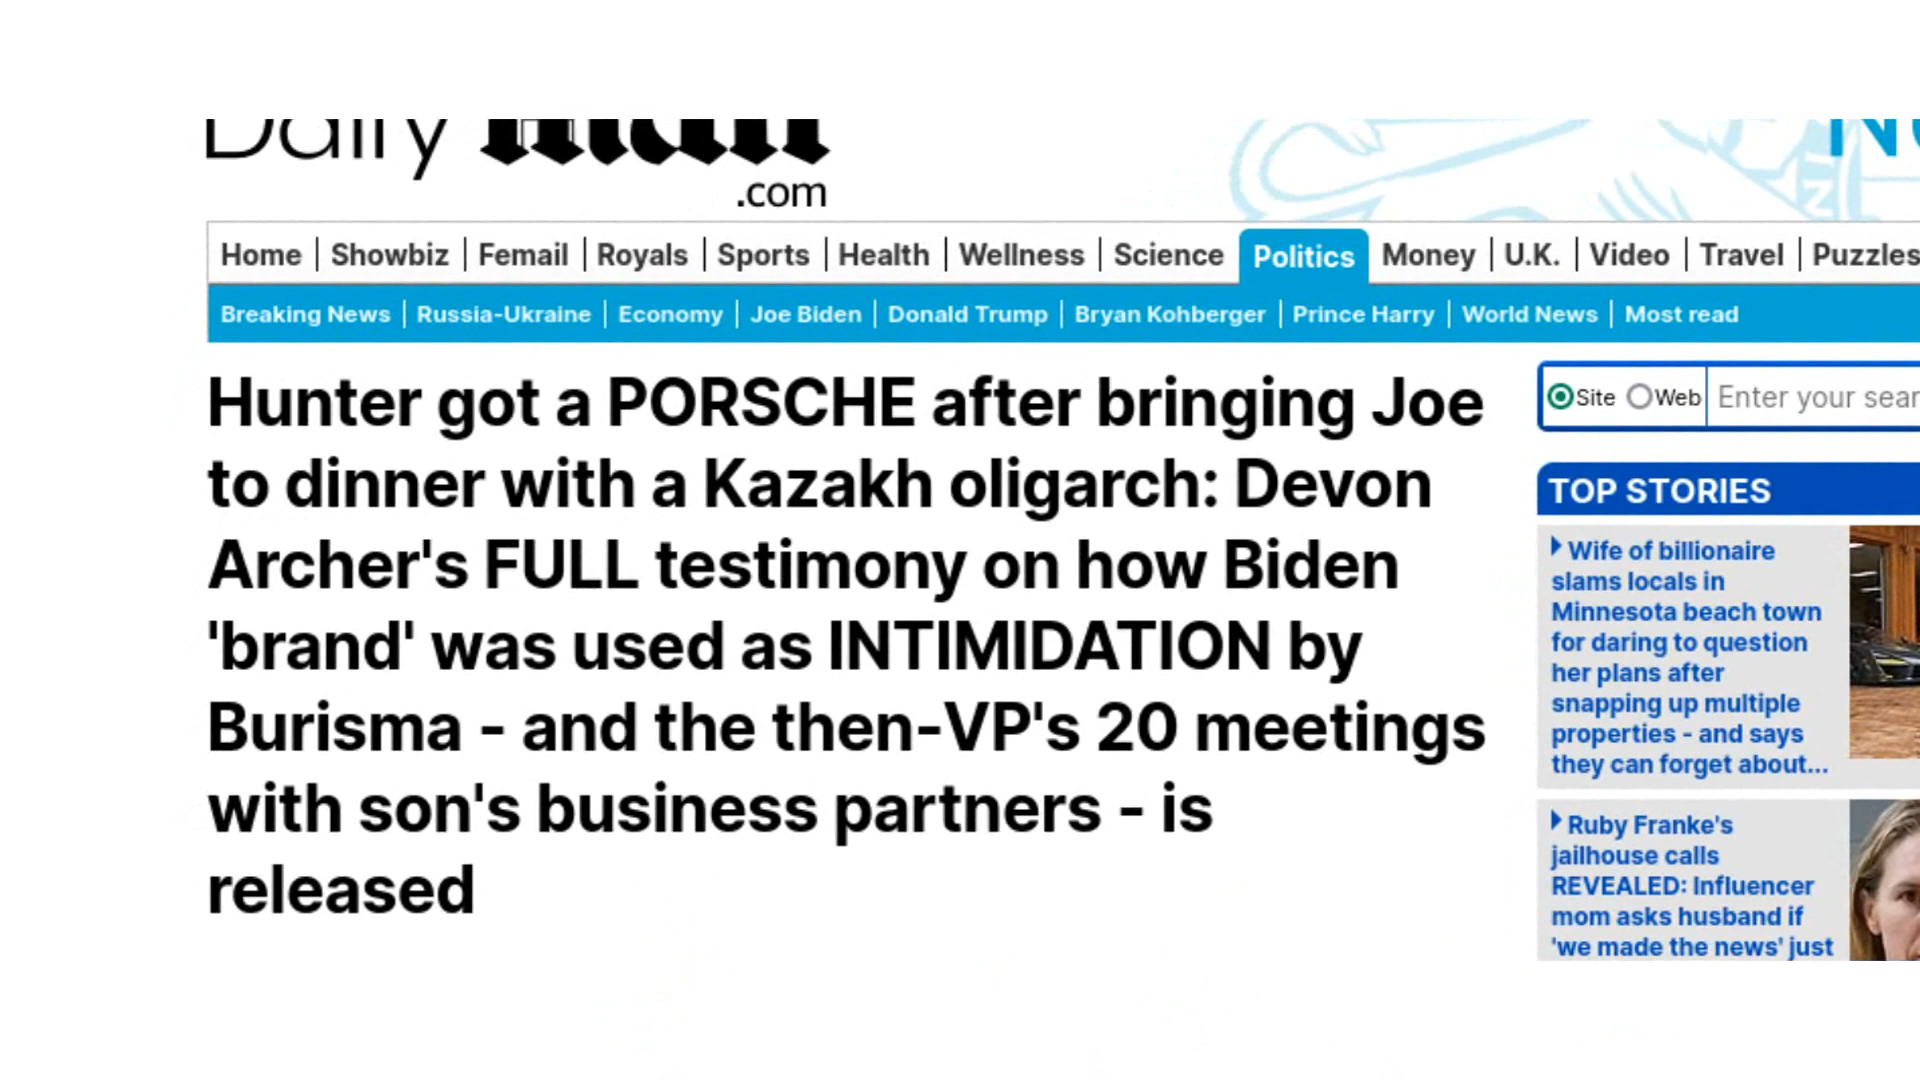 Daily Mail
.com
Home Showbiz Femail Royals Sports Health Wellness Science Politics Money U.K. Video Travel Puzzles
Breaking News Russia-Ukraine Economy Joe Biden Donald Trump Bryan Kohberger Prince Harry World News Most read
Hunter got a PORSCHE after bringing Joe
to dinner with a Kazakh oligarch: Devon
Archer's FULL testimony on how Biden
'brand' was used as INTIMIDATION by
Burisma - and the then-VP's 20 meetings
with son's business partners - is
released
Site Web Enter your
TOP STORIES
Wife of billionaire
slams locals in
Minnesota beach town
for daring to question
her plans after
snapping up multiple
properties - and says
they can forget about...
Ruby Franke's
jailhouse calls
REVEALED: Influencer
mom asks husband if
'we made the news' just